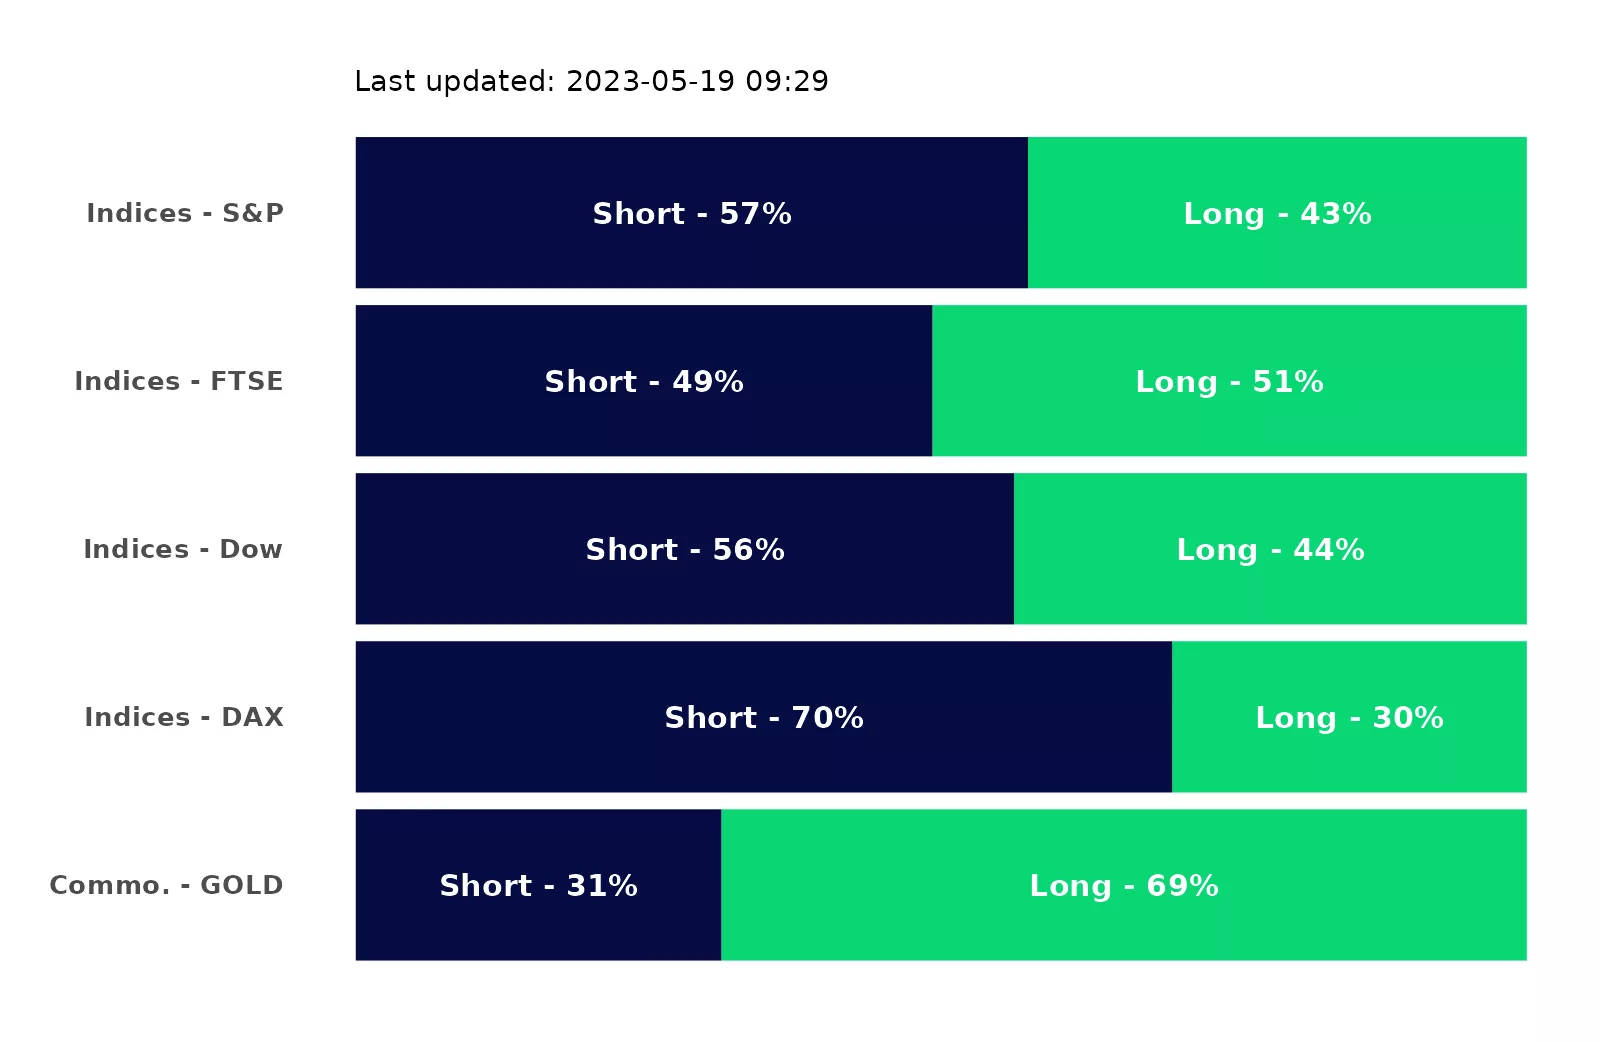 Last updated: 2023-05-19 09:29
Indices - S&P Short - 57% Long - 43%
Indices - FTSE Short - 49% Long - 51%
Indices - Dow Short - 56% Long - 44%
Indices - DAX Short - 70% Long - 30%
Commo. - GOLD Short - 31% Long - 69%